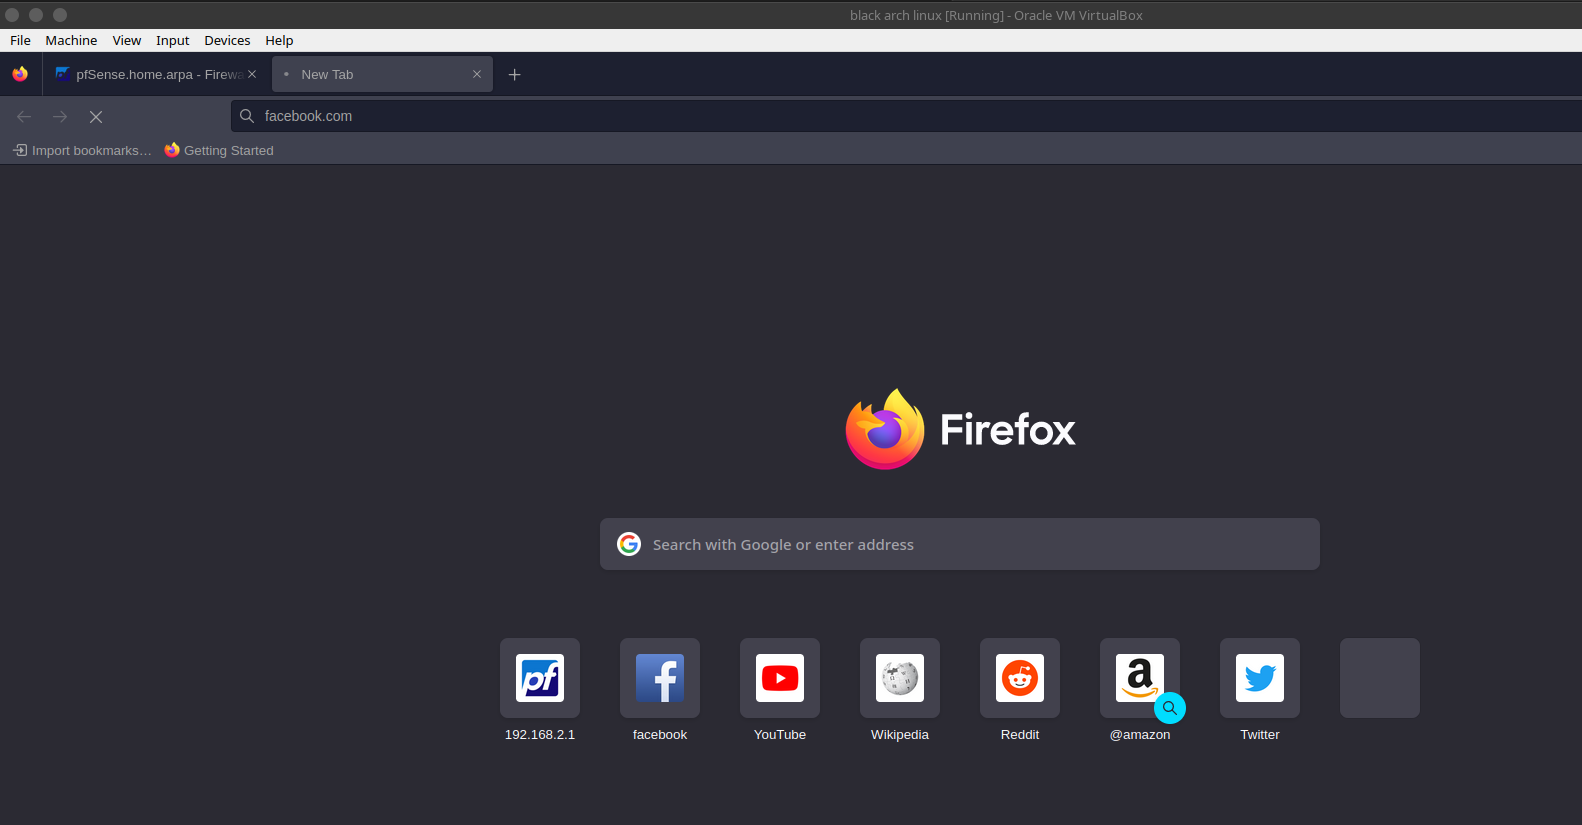 black arch linux [Running] - Oracle VM VirtualBox
File Machine View Input Devices Help
pfSense.home.arpa - Firewa New Tab
facebook.com
Import bookmarks... Getting Started
Firefox
Search with Google or enter address
pf f a
192.168.2.1 facebook YouTube Wikipedia Reddit @amazon Twitter